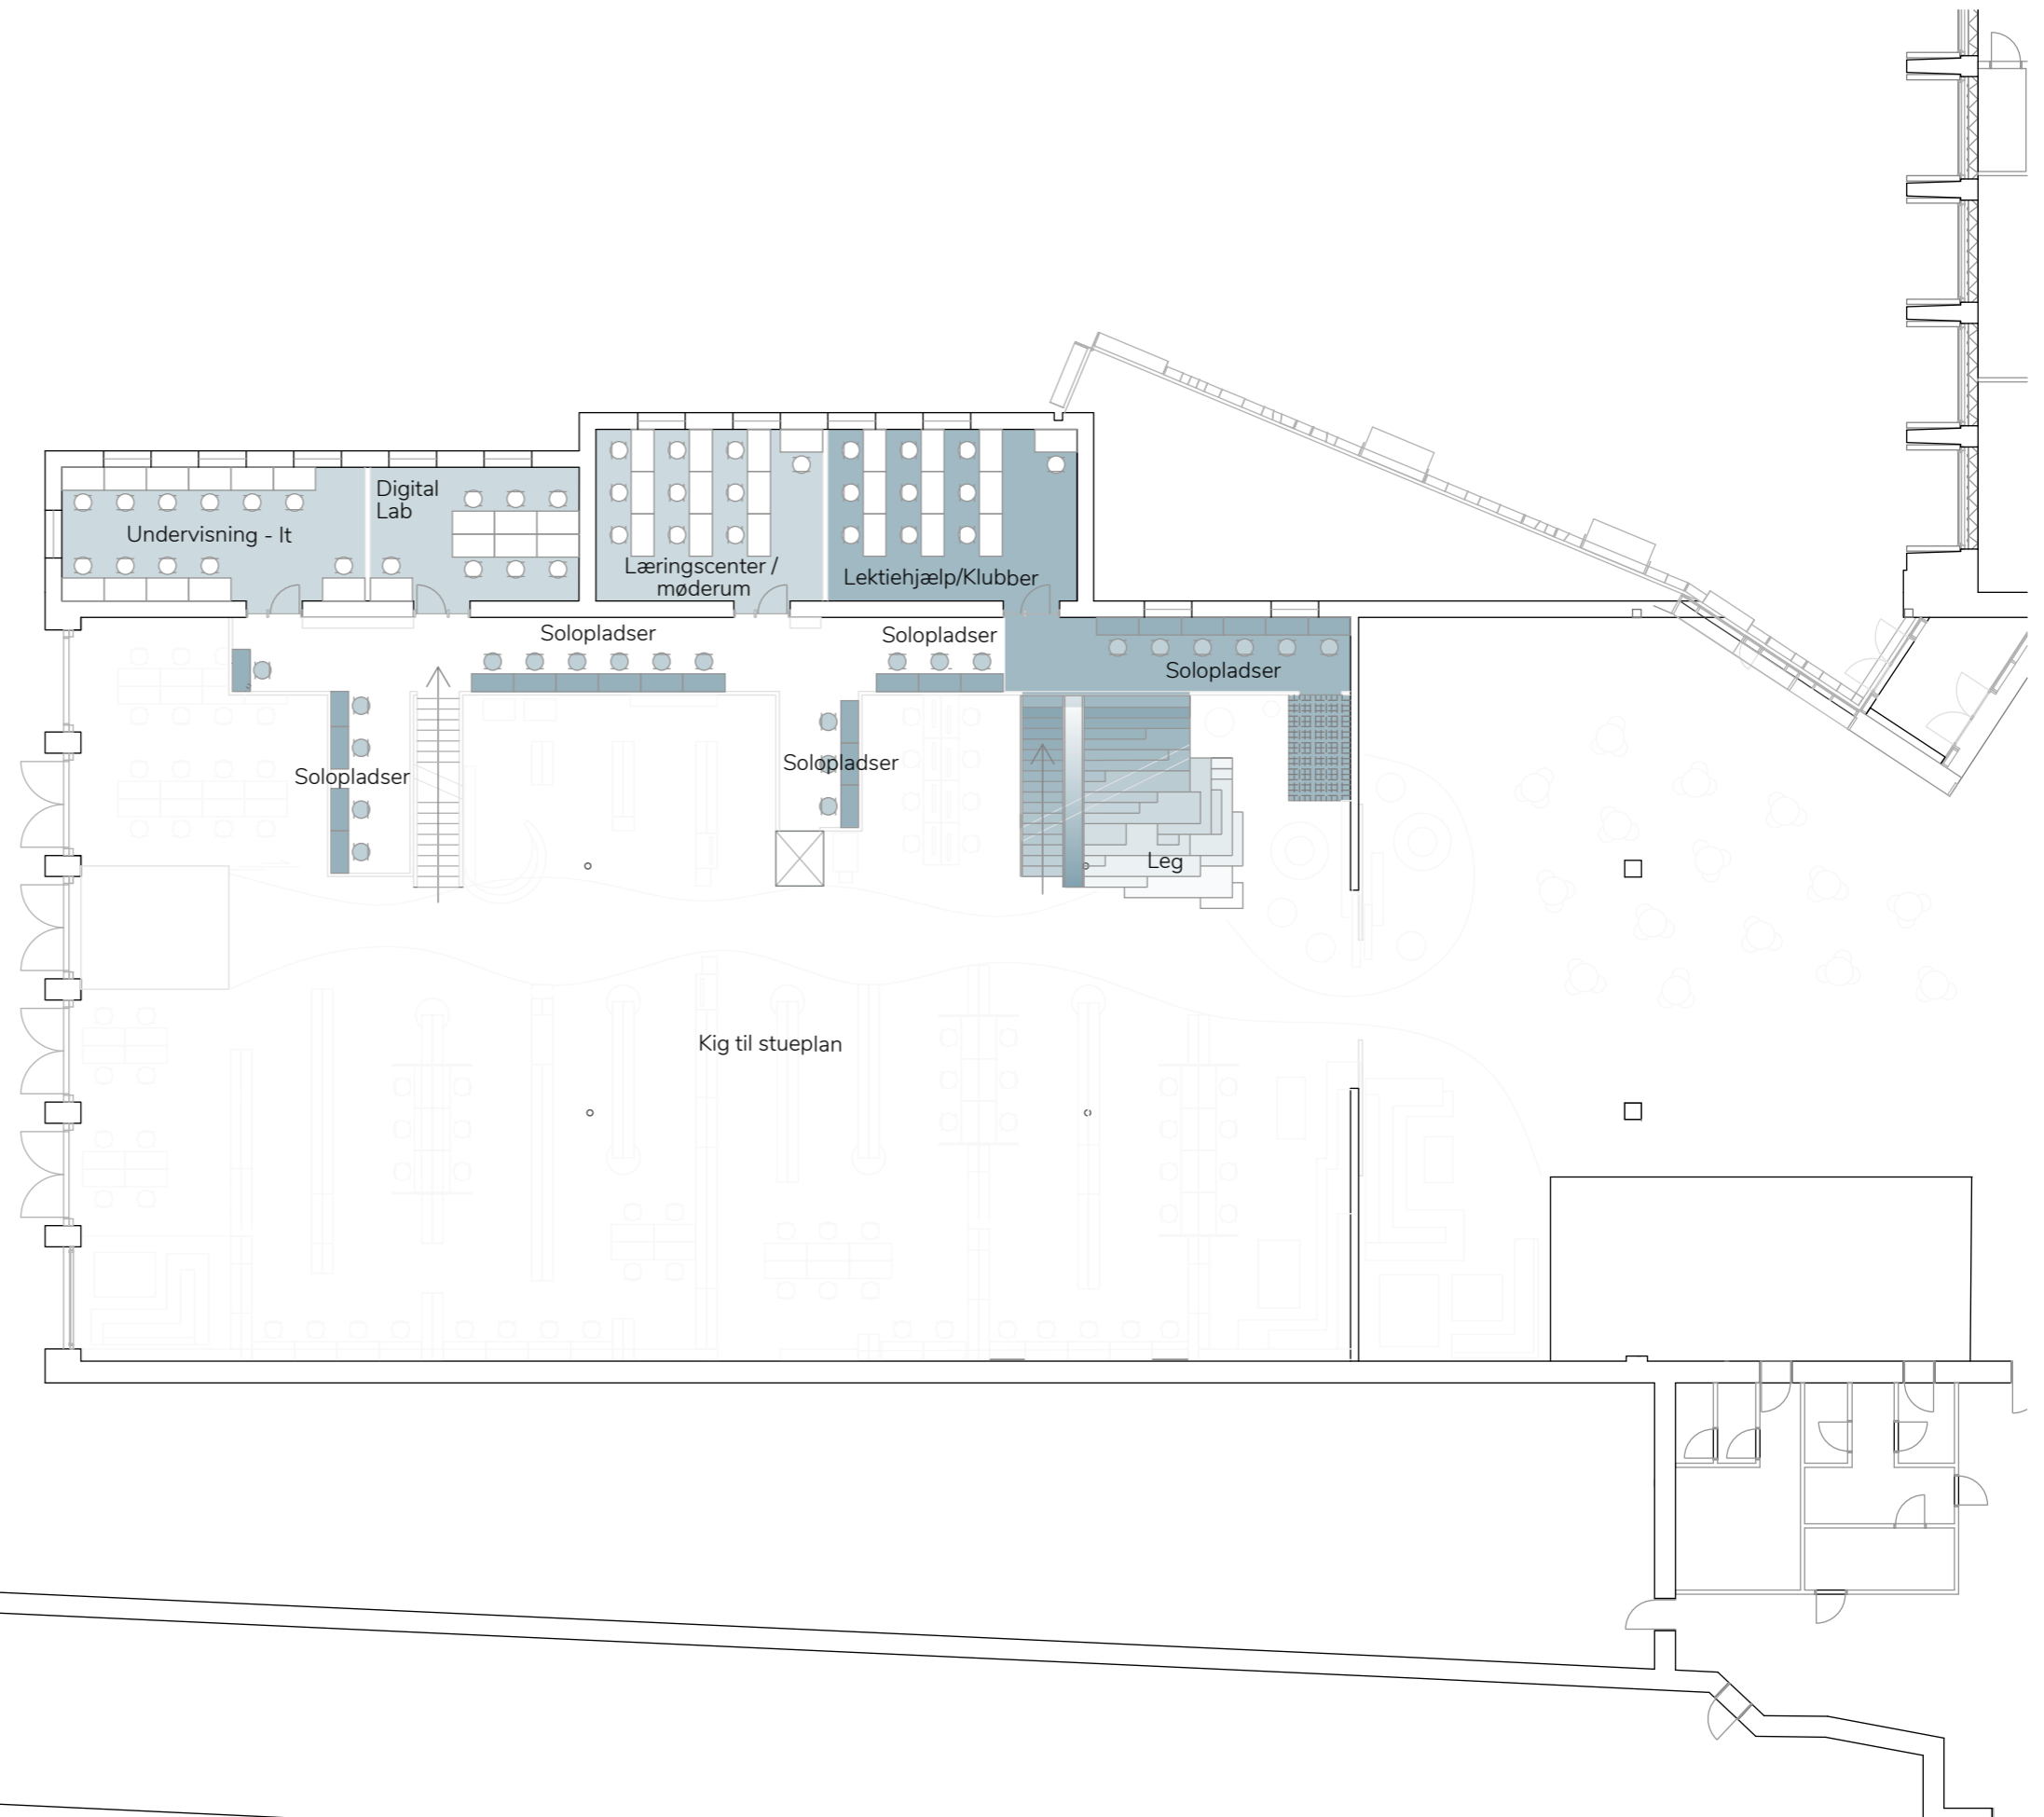 Digital
Lab
Undervisning - It
Læringscenter /
møderum
Lektiehjælp/Klubber
Solopladser
Solopladser
Solopladser
Solopladser
Solopladser
Leg
Kig til stueplan